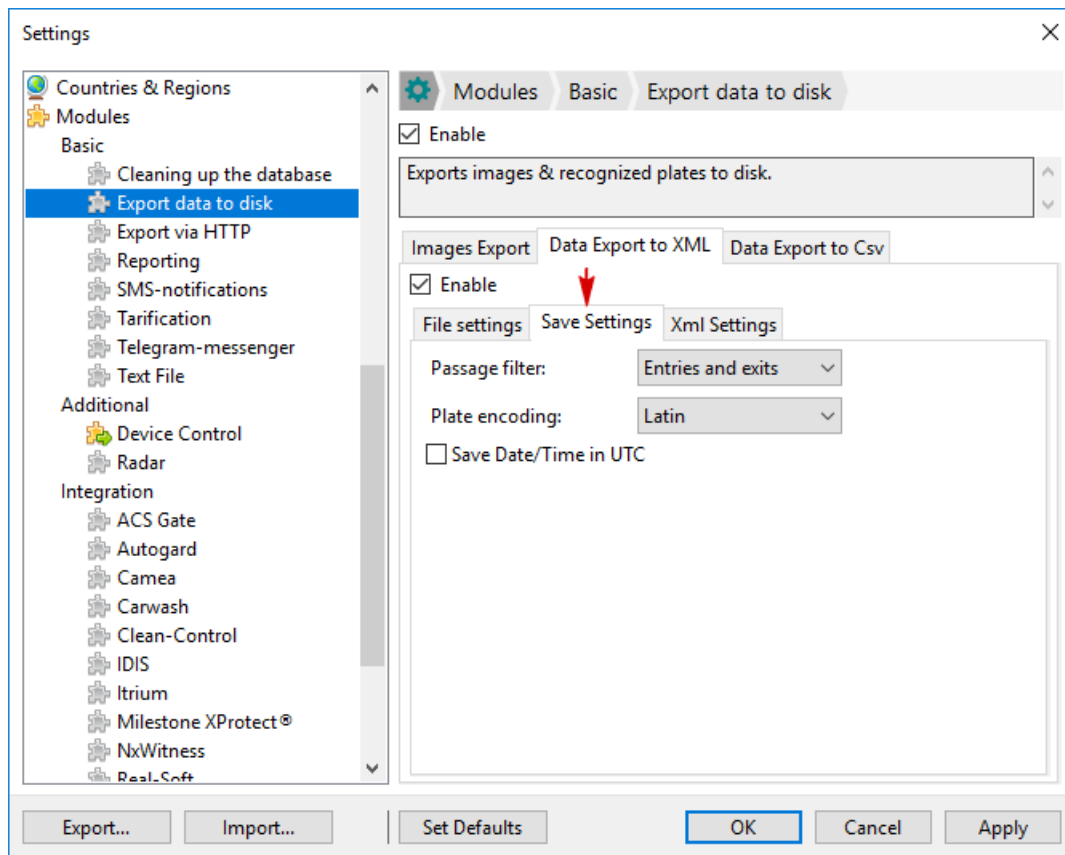 Settings
Countries & Regions
Modules
Basic
Cleaning up the database
Export data to disk
Export via HTTP
Reporting
SMS-notifications
Tarification
Telegram-messenger
Text File
Additional
Device Control
Radar
Integration
ACS Gate
Autogard
Camea
Carwash
Clean-Control
IDIS
Itrium
Milestone XProtect®
NxWitness
Real-Soft
Modules Basic Export data to disk
Enable
Exports images & recognized plates to disk.
Images Export Data Export to XML Data Export to Csv
Enable
File settings Save Settings Xml Settings
Passage filter: Entries and exits
Plate encoding: Latin
Save Date/Time in UTC
Export... Import... Set Defaults OK Cancel Apply